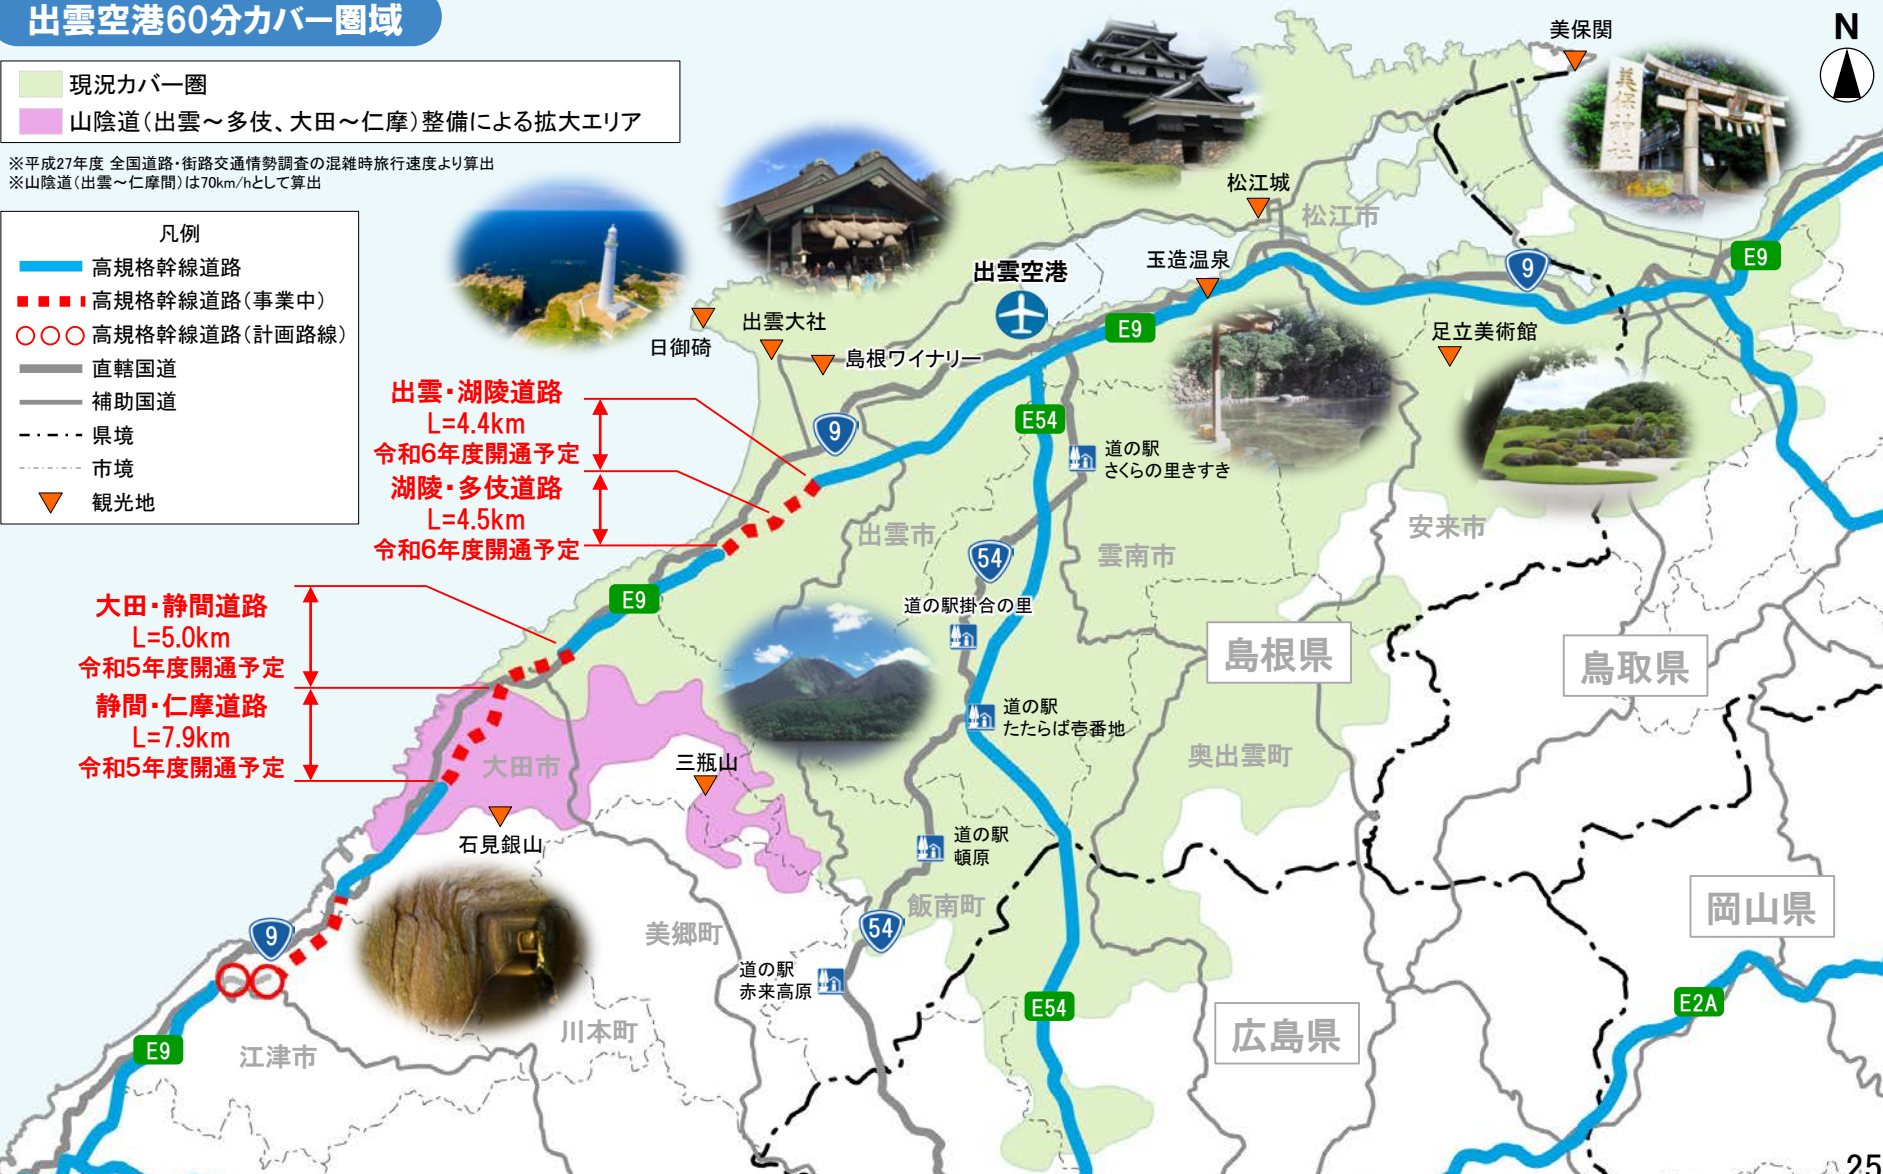 出雲空港60分カバー圏域
現況カバー圏
山陰道(出雲~多伎、大田~仁摩)整備による拡大エリア
※平成27年度 全国道路・街路交通情勢調査の混雑時旅行速度より算出
※山陰道(出雲~仁摩間)は70km/hとして算出
凡例
高規格幹線道路
高規格幹線道路(事業中)
高規格幹線道路(計画路線)
直轄国道
補助国道
県境
市境
観光地
N
美保関
美保神社
松江城
松江市
E9
9
出雲空港
玉造温泉
E9
足立美術館
日御碕
出雲大社
島根ワイナリー
出雲・湖陵道路
L=4.4km
令和6年度開通予定
湖陵・多伎道路
L=4.5km
令和6年度開通予定
9
E54
道の駅
さくらの里きすき
出雲市
54
雲南市
安来市
大田・静間道路
L=5.0km
令和5年度開通予定
静間・仁摩道路
L=7.9km
令和5年度開通予定
E9
道の駅掛合の里
島根県
鳥取県
道の駅
たたらば壱番地
奥出雲町
大田市
三瓶山
石見銀山
道の駅
頓原
飯南町
54
岡山県
美郷町
9
道の駅
赤来高原
E54
E2A
広島県
川本町
江津市
E9
25